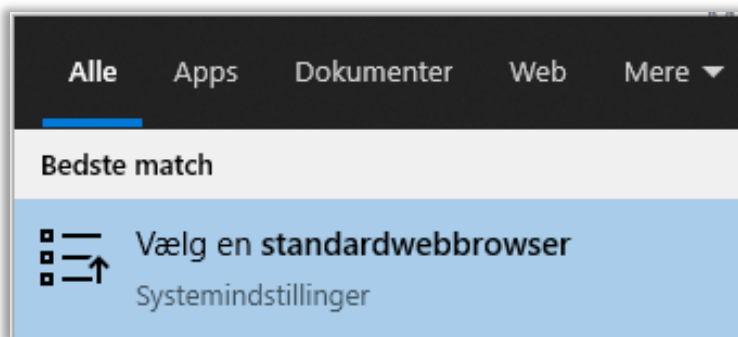 Alle Apps Dokumenter Web Mere
Bedste match
Vælg en standardwebbrowser
Systemindstillinger